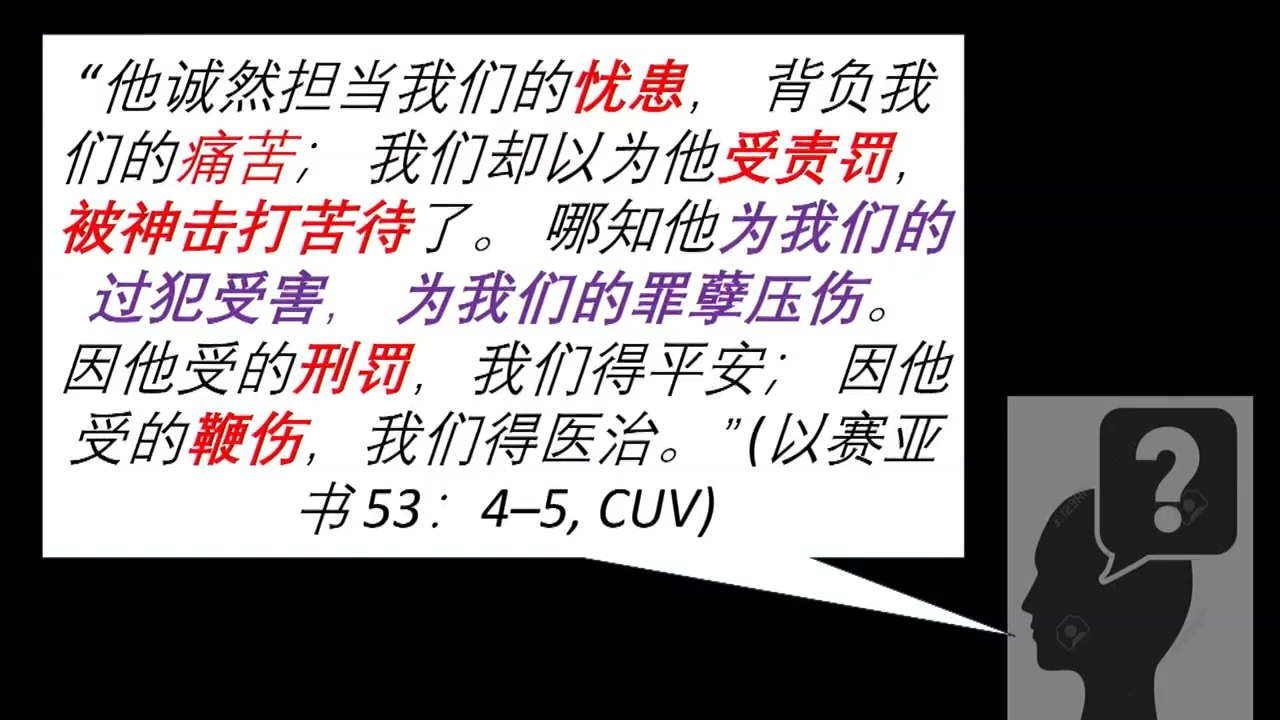 “他诚然担当我们的忧患， 背负我
们的痛苦； 我们却以为他受责罚，
被神击打苦待了。 哪知他为我们的
过犯受害， 为我们的罪孽压伤。
因他受的刑罚， 我们得平安； 因他
受的鞭伤， 我们得医治。”(以赛亚
书 53： 4–5, CUV)
?